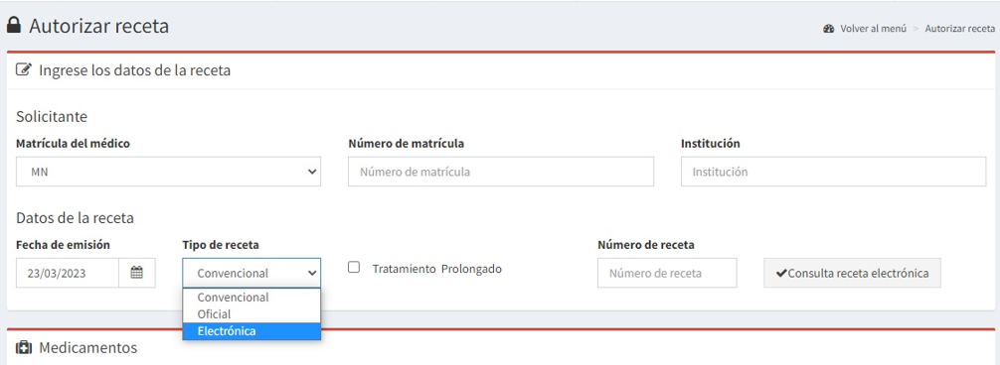 Autorizar receta
Volver al menú > Autorizar receta
Ingrese los datos de la receta
Solicitante
Matrícula del médico Número de matrícula Institución
MN Número de matrícula Institución
Datos de la receta
Fecha de emisión Tipo de receta Número de receta
23/03/2023 Convencional Tratamiento Prolongado Número de receta Consulta receta electrónica
Convencional
Oficial
Electrónica
Medicamentos